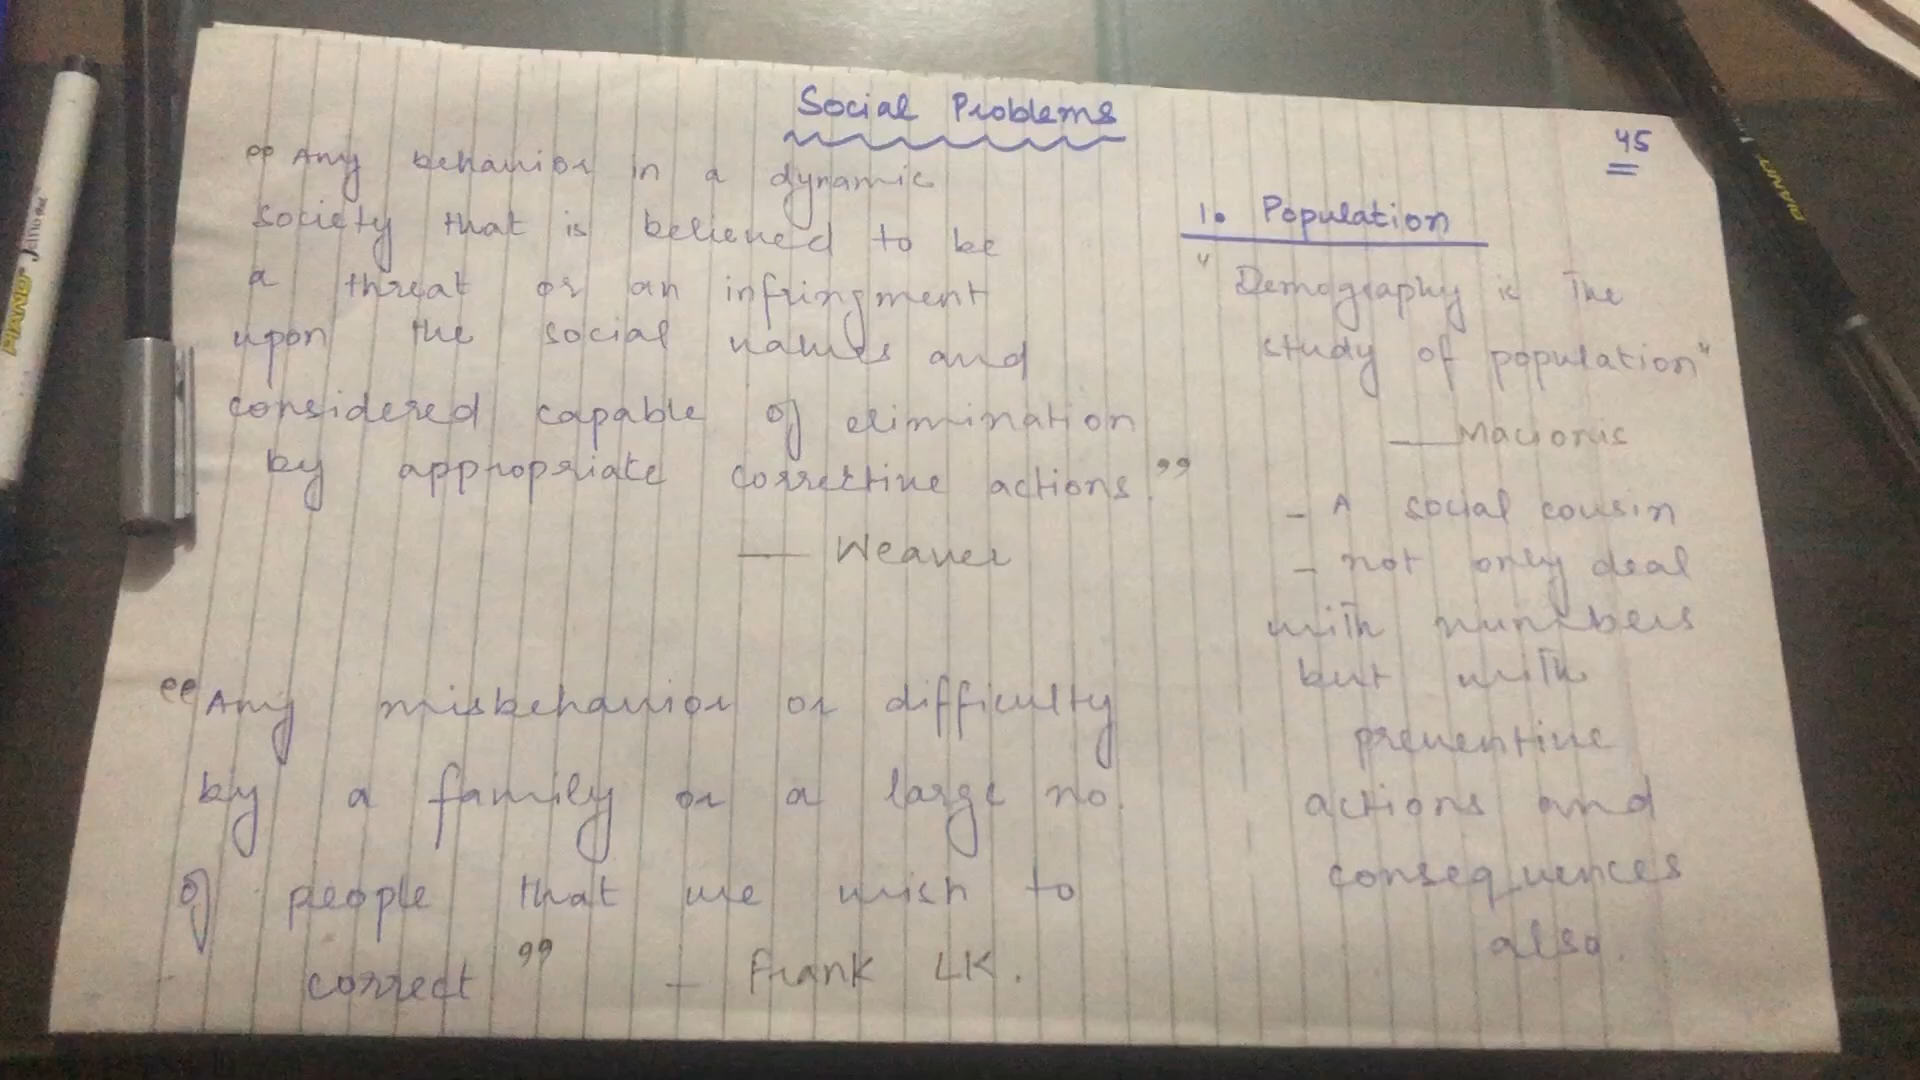 Social Problems
45
“Any behavior in a dynamic
society that is believed to be
a threat or an infringment
upon the social values and
considered capable of elimination
by appropriate corrective actions.”
— Weaver
“Any misbehavior or difficulty
by a family or a large no.
of people that we wish to
correct” — Frank LK.
1. Population
"Demography is the
study of population"
— Macionis
- A social cousin
- not only deal
with numbers
but with
preventive
actions and
consequences
also.
PIANO
PIANO